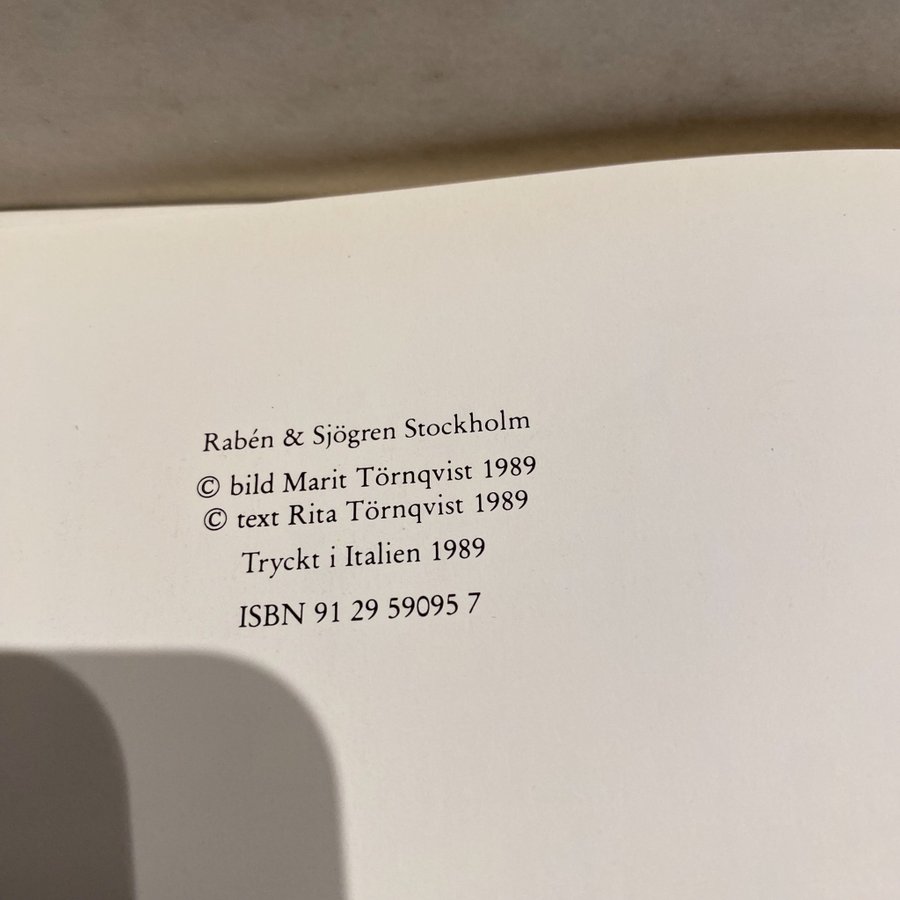 Rabén & Sjögren Stockholm
© bild Marit Törnqvist 1989
© text Rita Törnqvist 1989
Tryckt i Italien 1989
ISBN 91 29 59095 7